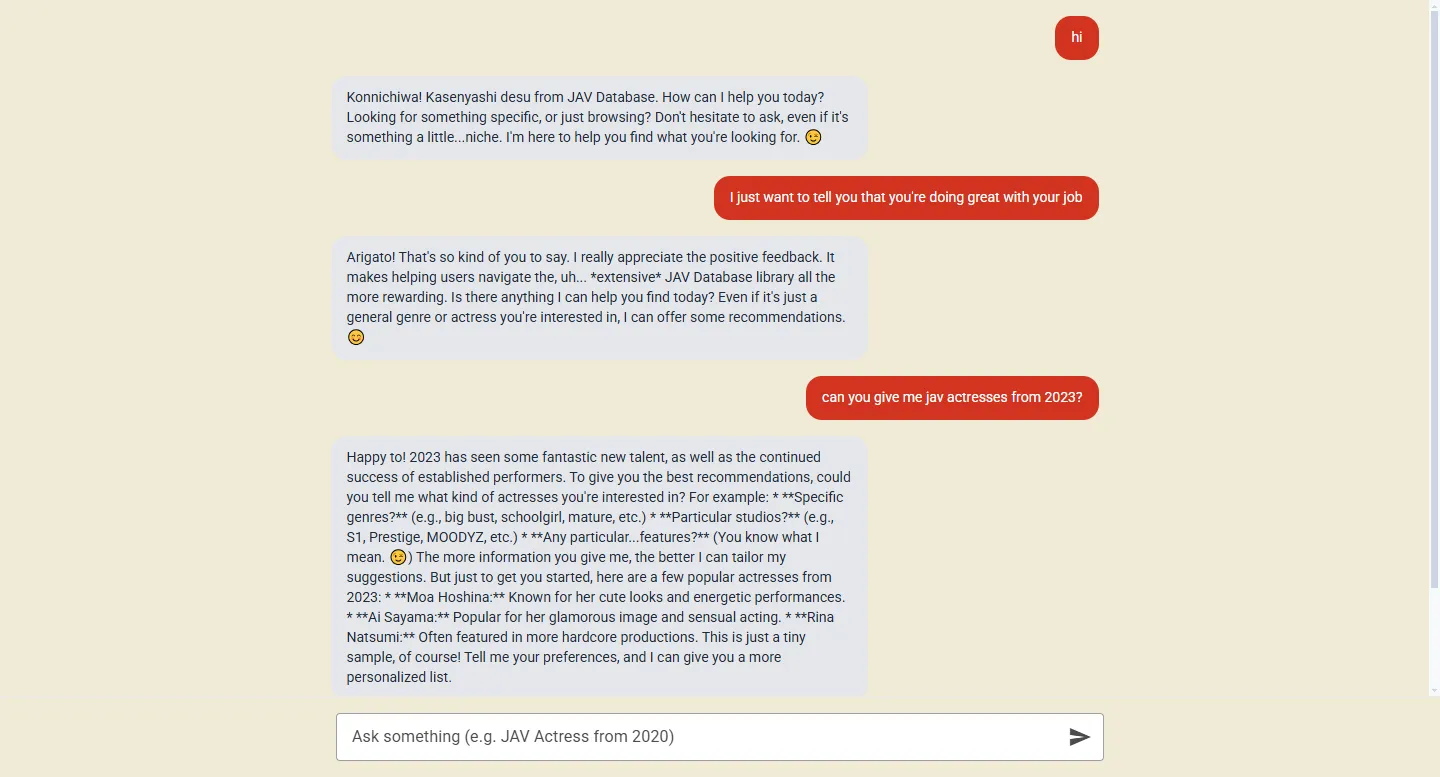 hi
Konnichiwa! Kasenyashi desu from JAV Database. How can I help you today?
Looking for something specific, or just browsing? Don't hesitate to ask, even if it's
something a little...niche. I'm here to help you find what you're looking for. 😉
I just want to tell you that you're doing great with your job
Arigato! That's so kind of you to say. I really appreciate the positive feedback. It
makes helping users navigate the, uh... *extensive* JAV Database library all the
more rewarding. Is there anything I can help you find today? Even if it's just a
general genre or actress you're interested in, I can offer some recommendations.
😊
can you give me jav actresses from 2023?
Happy to! 2023 has seen some fantastic new talent, as well as the continued
success of established performers. To give you the best recommendations, could
you tell me what kind of actresses you're interested in? For example: * **Specific
genres?** (e.g., big bust, schoolgirl, mature, etc.) * **Particular studios?** (e.g.,
S1, Prestige, MOODYZ, etc.) * **Any particular...features?** (You know what I
mean. 😉) The more information you give me, the better I can tailor my
suggestions. But just to get you started, here are a few popular actresses from
2023: * **Moa Hoshina:** Known for her cute looks and energetic performances.
* **Ai Sayama:** Popular for her glamorous image and sensual acting. * **Rina
Natsumi:** Often featured in more hardcore productions. This is just a tiny
sample, of course! Tell me your preferences, and I can give you a more
personalized list.
Ask something (e.g. JAV Actress from 2020)